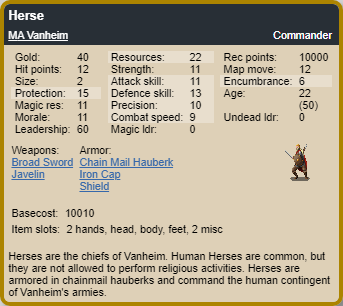 Herse
MA Vanheim Commander
Gold: 40 Resources: 22 Rec points: 10000
Hit points: 12 Strength: 11 Map move: 12
Size: 2 Attack skill: 11 Encumbrance: 6
Protection: 15 Defence skill: 13 Age: 22
Magic res: 11 Precision: 10 (50)
Morale: 11 Combat speed: 9 Undead ldr: 0
Leadership: 60 Magic ldr: 0
Weapons: Armor:
Broad Sword Chain Mail Hauberk
Javelin Iron Cap
Shield
Basecost: 10010
Item slots: 2 hands, head, body, feet, 2 misc
Herses are the chiefs of Vanheim. Human Herses are common, but
they are not allowed to perform religious activities. Herses are
armored in chainmail hauberks and command the human contingent
of Vanheim's armies.